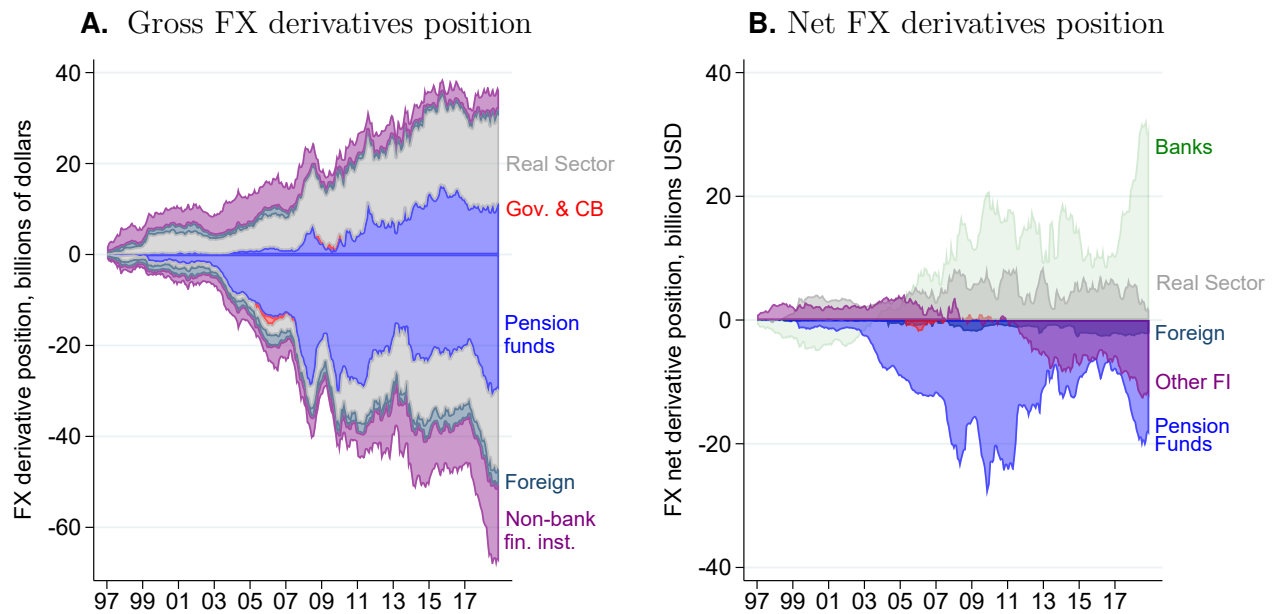 A. Gross FX derivatives position
FX derivative position, billions of dollars
40
20
0
-20
-40
-60
97 99 01 03 05 07 09 11 13 15 17
Real Sector
Gov. & CB
Pension
funds
Foreign
Non-bank
fin. inst.
B. Net FX derivatives position
FX net derivative position, billions USD
40
20
0
-20
-40
97 99 01 03 05 07 09 11 13 15 17
Banks
Real Sector
Foreign
Other FI
Pension
Funds